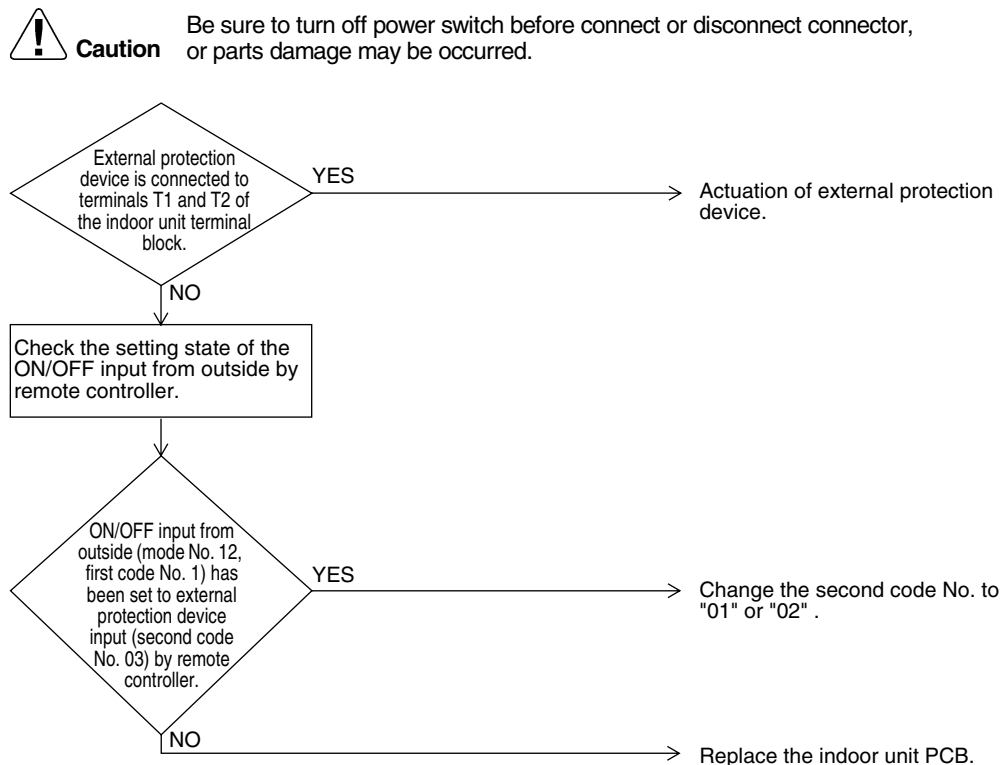 Be sure to turn off power switch before connect or disconnect connector,
Caution
or parts damage may be occurred.
External protection
device is connected to
terminals T1 and T2 of
the indoor unit terminal
block.
YES
Actuation of external protection
device.
NO
Check the setting state of the
ON/OFF input from outside by
remote controller.
ON/OFF input from
outside (mode No. 12,
first code No. 1) has
been set to external
protection device
input (second code
No. 03) by remote
controller.
YES
Change the second code No. to
"01" or "02" .
NO
Replace the indoor unit PCB.